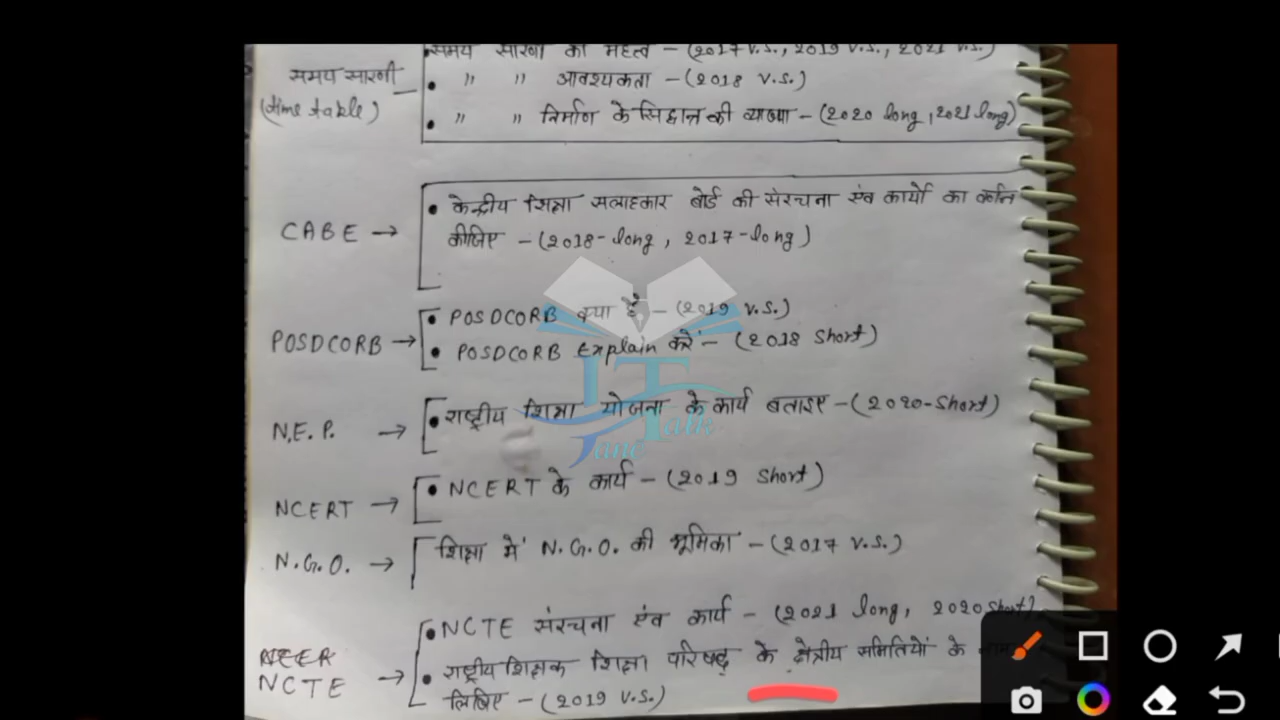 समय सारणी का महत्व - (2017 V.S., 2019 V.S., 2021 V.S.)
समय सारणी
(time table)
" " आवश्यकता - (2018 V.S.)
" " निर्माण के सिद्धान्त की व्याख्या - (2020 long, 2021 long)
CABE →
• केन्द्रीय शिक्षा सलाहकार बोर्ड की संरचना एंव कार्यो का वर्णन
कीजिए - (2018-long, 2017-long)
POSDCORB →
• POSDCORB क्या है - (2019 V.S.)
• POSDCORB Explain करें - (2018 Short)
N.E.P. →
• राष्ट्रीय शिक्षा योजना के कार्य बताइए - (2020-Short)
NCERT →
• NCERT के कार्य - (2019 Short)
N.G.O. →
शिक्षा में N.G.O. की भूमिका - (2017 V.S.)
NCTE →
• NCTE संरचना एंव कार्य - (2021 long, 2020 Short)
• राष्ट्रीय शिक्षक शिक्षा परिषद् के क्षेत्रीय समितियों के नाम
लिखिए - (2019 V.S.)
IT
Talk
Jano